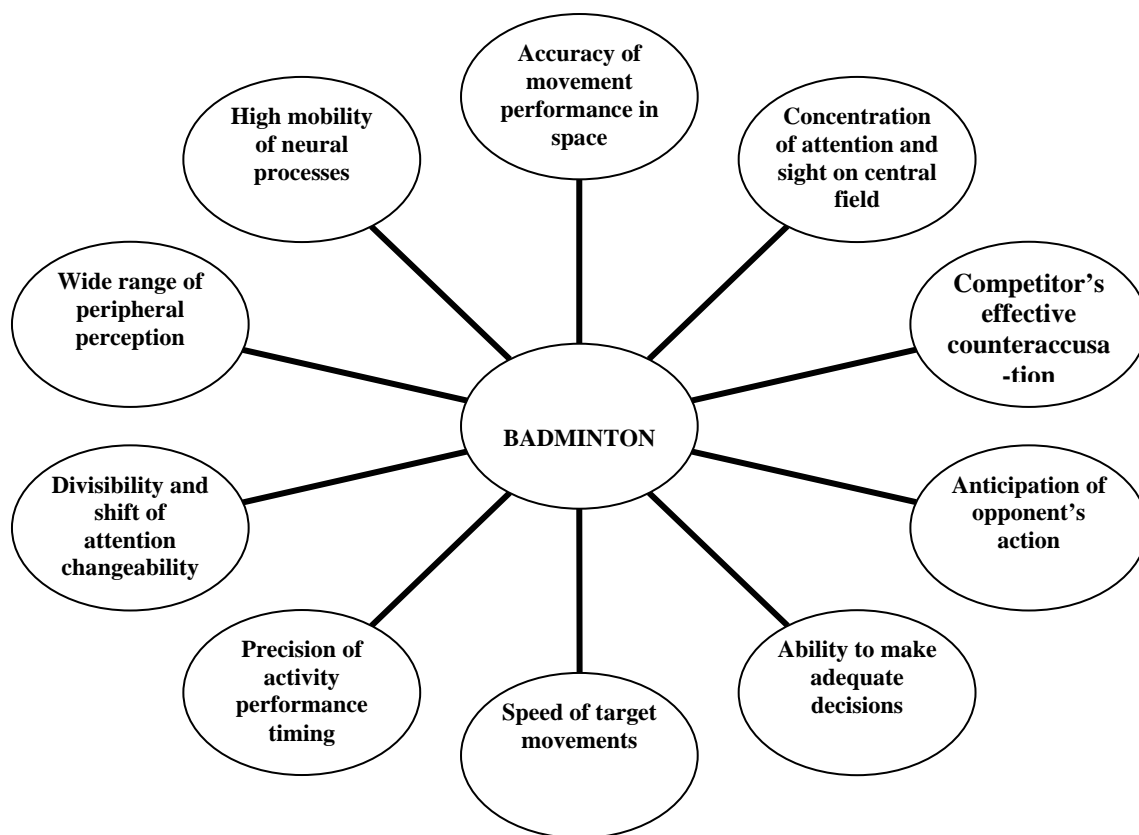 Accuracy of
movement
performance in
space
Concentration
of attention and
sight on central
field
Competitor’s
effective
counteraccusa
-tion
Anticipation of
opponent’s
action
Ability to make
adequate
decisions
Speed of target
movements
Precision of
activity
performance
timing
Divisibility and
shift of
attention
changeability
Wide range of
peripheral
perception
High mobility
of neural
processes
BADMINTON